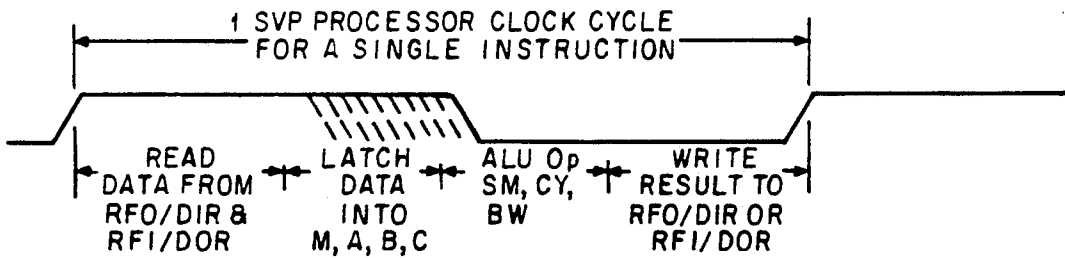 1 SVP PROCESSOR CLOCK CYCLE
FOR A SINGLE INSTRUCTION
READ
DATA FROM
RFO/DIR &
RFI/DOR
LATCH
DATA
INTO
M, A, B, C
ALU Op
SM, CY,
BW
WRITE
RESULT TO
RFO/DIR OR
RFI/DOR